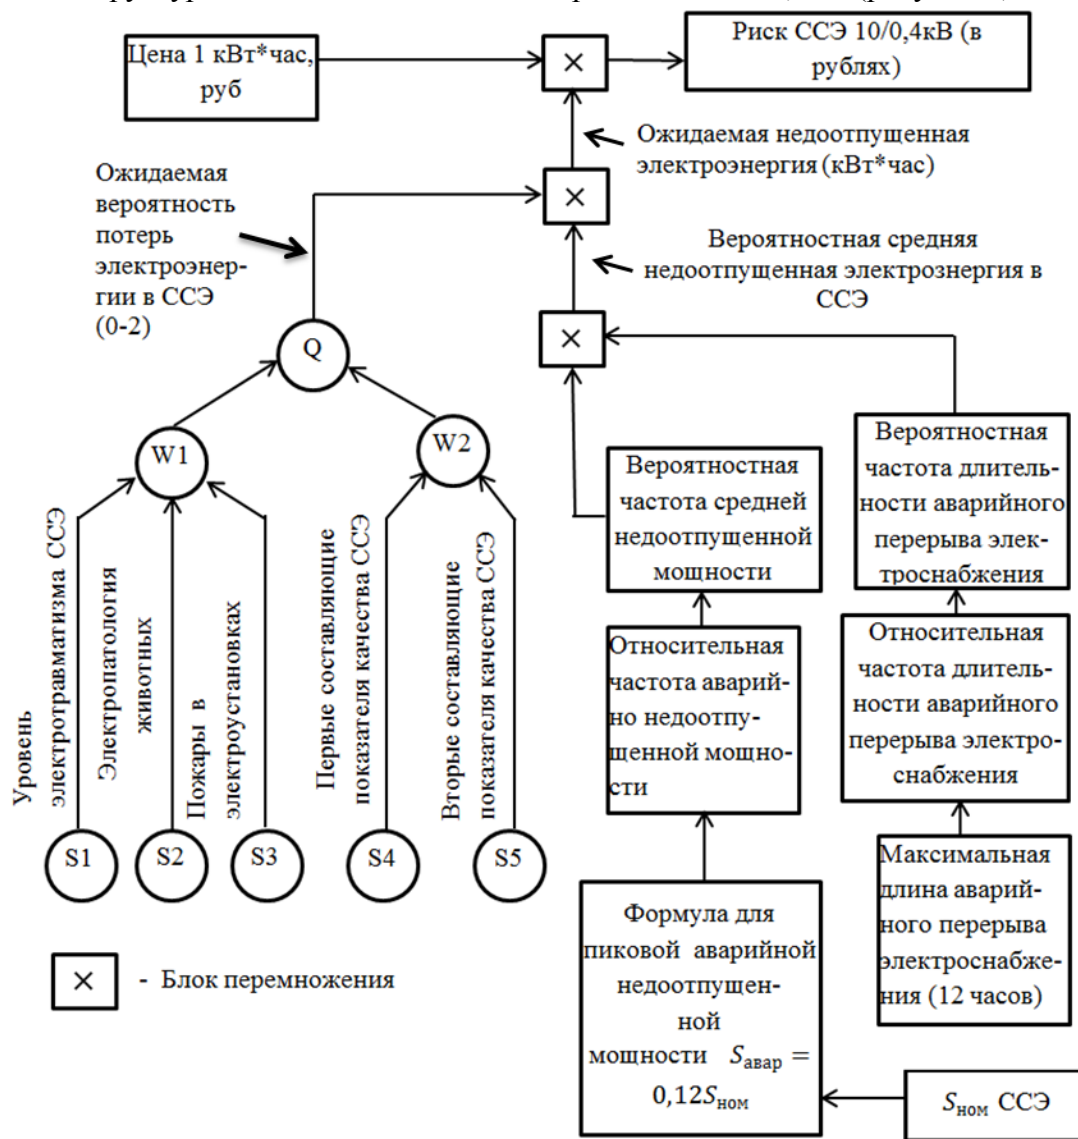 Цена 1 кВт*час,
руб
×
Риск ССЭ 10/0,4кВ (в
рублях)
Ожидаемая недоотпущенная
электроэнергия (кВт*час)
Ожидаемая
вероятность
потерь
электроэнер-
гии в ССЭ
(0-2)
×
Вероятностная средняя
недоотпущенная электроэнергия в
ССЭ
×
Q
W1
W2
Вероятностная
частота средней
недоотпущенной
мощности
Вероятностная
частота длитель-
ности аварийного
перерыва элек-
троснабжения
Уровень
электротравматизма ССЭ
Электропатология
животных
Пожары в
электроустановках
Первые составляющие
показателя качества ССЭ
Вторые составляющие
показателя качества ССЭ
Относительная
частота аварий-
но недоотпу-
щенной мощно-
сти
Относительная
частота длитель-
ности аварийного
перерыва электро-
снабжения
S1
S2
S3
S4
S5
Формула для
пиковой аварийной
недоотпущен-
ной
мощности Sавар =
0,12Sном
Максимальная
длина аварий-
ного перерыва
электроснабже-
ния (12 часов)
× - Блок перемножения
Sном ССЭ